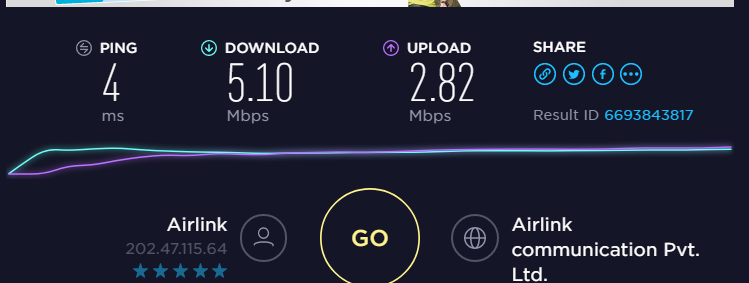 PING
4
ms
DOWNLOAD
5.10
Mbps
UPLOAD
2.82
Mbps
SHARE
Result ID 6693843817
Airlink
202.47.115.64
GO
Airlink
communication Pvt.
Ltd.